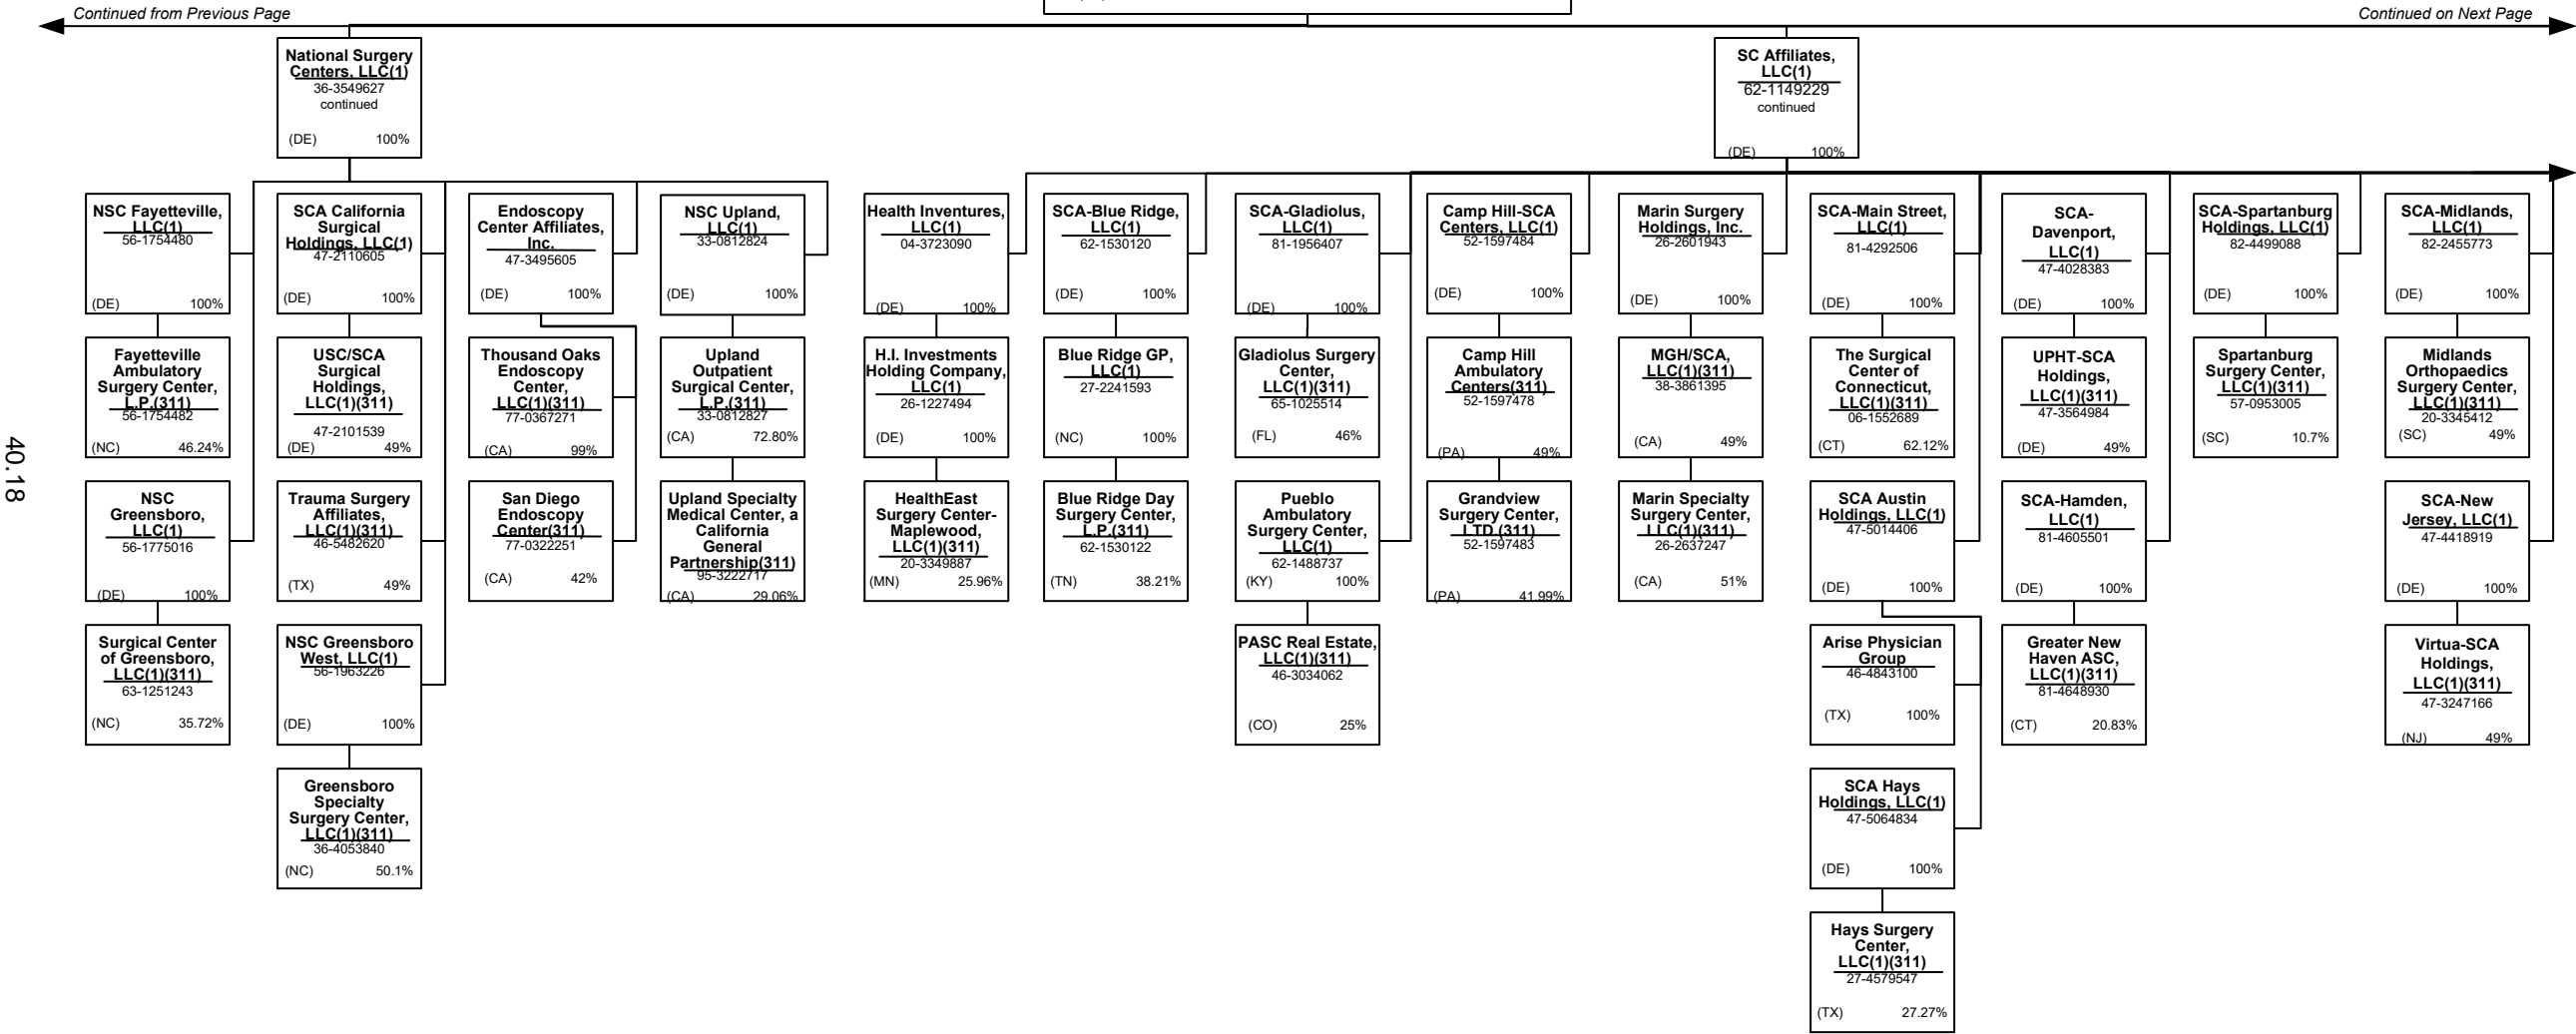 Continued from Previous Page
Continued on Next Page
National Surgery
Centers, LLC(1)
36-3549627
continued
(DE) 100%
SC Affiliates,
LLC(1)
62-1149229
continued
(DE) 100%
NSC Fayetteville,
LLC(1)
56-1754480
(DE) 100%
SCA California
Surgical
Holdings, LLC(1)
47-2110605
(DE) 100%
Endoscopy
Center Affiliates,
Inc.
47-3495605
(DE) 100%
NSC Upland,
LLC(1)
33-0812824
(DE) 100%
Health Inventures,
LLC(1)
04-3723090
(DE) 100%
SCA-Blue Ridge,
LLC(1)
62-1530120
(DE) 100%
SCA-Gladiolus,
LLC(1)
81-1956407
(DE) 100%
Camp Hill-SCA
Centers, LLC(1)
52-1597484
(DE) 100%
Marin Surgery
Holdings, Inc.
26-2601943
(DE) 100%
SCA-Main Street,
LLC(1)
81-4292506
(DE) 100%
SCA-
Davenport,
LLC(1)
47-4028383
(DE) 100%
SCA-Spartanburg
Holdings, LLC(1)
82-4499088
(DE) 100%
SCA-Midlands,
LLC(1)
82-2455773
(DE) 100%
Fayetteville
Ambulatory
Surgery Center,
L.P.(311)
56-1754482
(NC) 46.24%
USC/SCA
Surgical
Holdings,
LLC(1)(311)
47-2101539
(DE) 49%
Thousand Oaks
Endoscopy
Center,
LLC(1)(311)
77-0367271
(CA) 99%
Upland
Outpatient
Surgical Center,
L.P.(311)
33-0812827
(CA) 72.80%
H.I. Investments
Holding Company,
LLC(1)
26-1227494
(DE) 100%
Blue Ridge GP,
LLC(1)
27-2241593
(NC) 100%
Gladiolus Surgery
Center,
LLC(1)(311)
65-1025514
(FL) 46%
Camp Hill
Ambulatory
Centers(311)
52-1597478
(PA) 49%
MGH/SCA,
LLC(1)(311)
38-3861395
(CA) 49%
The Surgical
Center of
Connecticut,
LLC(1)(311)
06-1552689
(CT) 62.12%
UPHT-SCA
Holdings,
LLC(1)(311)
47-3564984
(DE) 49%
Spartanburg
Surgery Center,
LLC(1)(311)
57-0953005
(SC) 10.7%
Midlands
Orthopaedics
Surgery Center,
LLC(1)(311)
20-3345412
(SC) 49%
NSC
Greensboro,
LLC(1)
56-1775016
(DE) 100%
Trauma Surgery
Affiliates,
LLC(1)(311)
46-5482620
(TX) 49%
San Diego
Endoscopy
Center(311)
77-0322251
(CA) 42%
Upland Specialty
Medical Center, a
California
General
Partnership(311)
95-3222717
(CA) 29.06%
HealthEast
Surgery Center-
Maplewood,
LLC(1)(311)
20-3349887
(MN) 25.96%
Blue Ridge Day
Surgery Center,
L.P.(311)
62-1530122
(TN) 38.21%
Pueblo
Ambulatory
Surgery Center,
LLC(1)
62-1488737
(KY) 100%
Grandview
Surgery Center,
LTD.(311)
52-1597483
(PA) 41.99%
Marin Specialty
Surgery Center,
LLC(1)(311)
26-2637247
(CA) 51%
SCA Austin
Holdings, LLC(1)
47-5014406
(DE) 100%
SCA-Hamden,
LLC(1)
81-4605501
(DE) 100%
SCA-New
Jersey, LLC(1)
47-4418919
(DE) 100%
Surgical Center
of Greensboro,
LLC(1)(311)
63-1251243
(NC) 35.72%
NSC Greensboro
West, LLC(1)
56-1963226
(DE) 100%
PASC Real Estate,
LLC(1)(311)
46-3034062
(CO) 25%
Arise Physician
Group
46-4843100
(TX) 100%
Greater New
Haven ASC,
LLC(1)(311)
81-4648930
(CT) 20.83%
Virtua-SCA
Holdings,
LLC(1)(311)
47-3247166
(NJ) 49%
Greensboro
Specialty
Surgery Center,
LLC(1)(311)
36-4053840
(NC) 50.1%
SCA Hays
Holdings, LLC(1)
47-5064834
(DE) 100%
Hays Surgery
Center,
LLC(1)(311)
27-4579547
(TX) 27.27%
40.18